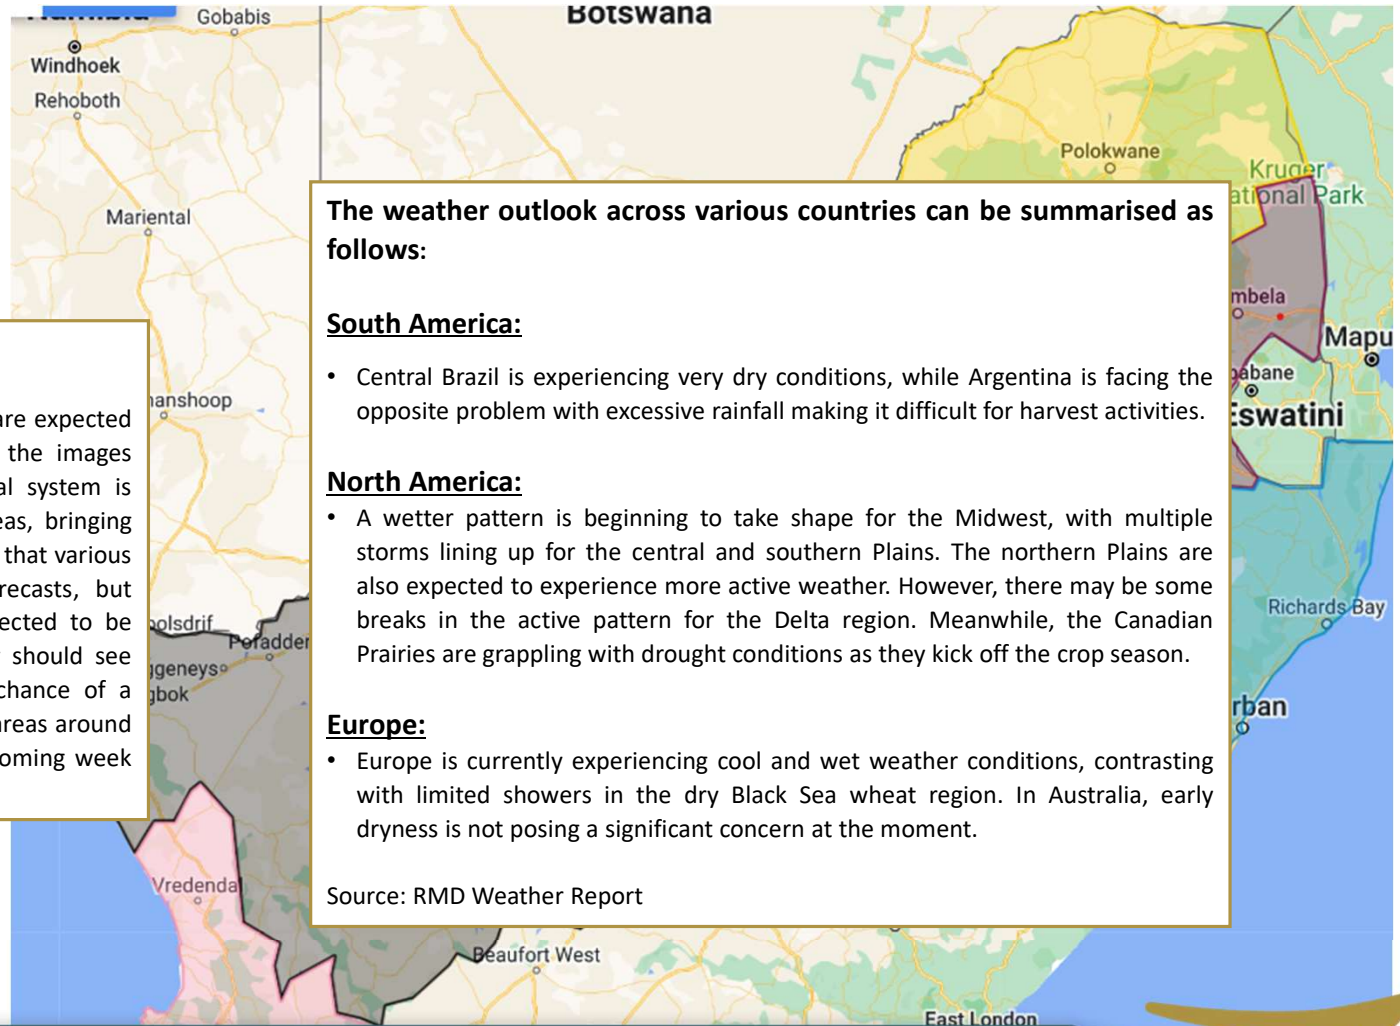 Namibia
Gobabis
Botswana
Windhoek
Rehoboth
Polokwane
Kruger
ational Park
Mariental
The weather outlook across various countries can be summarised as
follows:
South America:
• Central Brazil is experiencing very dry conditions, while Argentina is facing the
opposite problem with excessive rainfall making it difficult for harvest activities.
North America:
• A wetter pattern is beginning to take shape for the Midwest, with multiple
storms lining up for the central and southern Plains. The northern Plains are
also expected to experience more active weather. However, there may be some
breaks in the active pattern for the Delta region. Meanwhile, the Canadian
Prairies are grappling with drought conditions as they kick off the crop season.
Europe:
• Europe is currently experiencing cool and wet weather conditions, contrasting
with limited showers in the dry Black Sea wheat region. In Australia, early
dryness is not posing a significant concern at the moment.
Source: RMD Weather Report
are expected
the images
al system is
eas, bringing
that various
recasts, but
ected to be
should see
chance of a
areas around
oming week
anshoop
oolsdrif
Pofadder
ggeneys
gbok
Vredendal
Beaufort West
East London
mbela
Mapu
babane
Eswatini
Richards Bay
rban